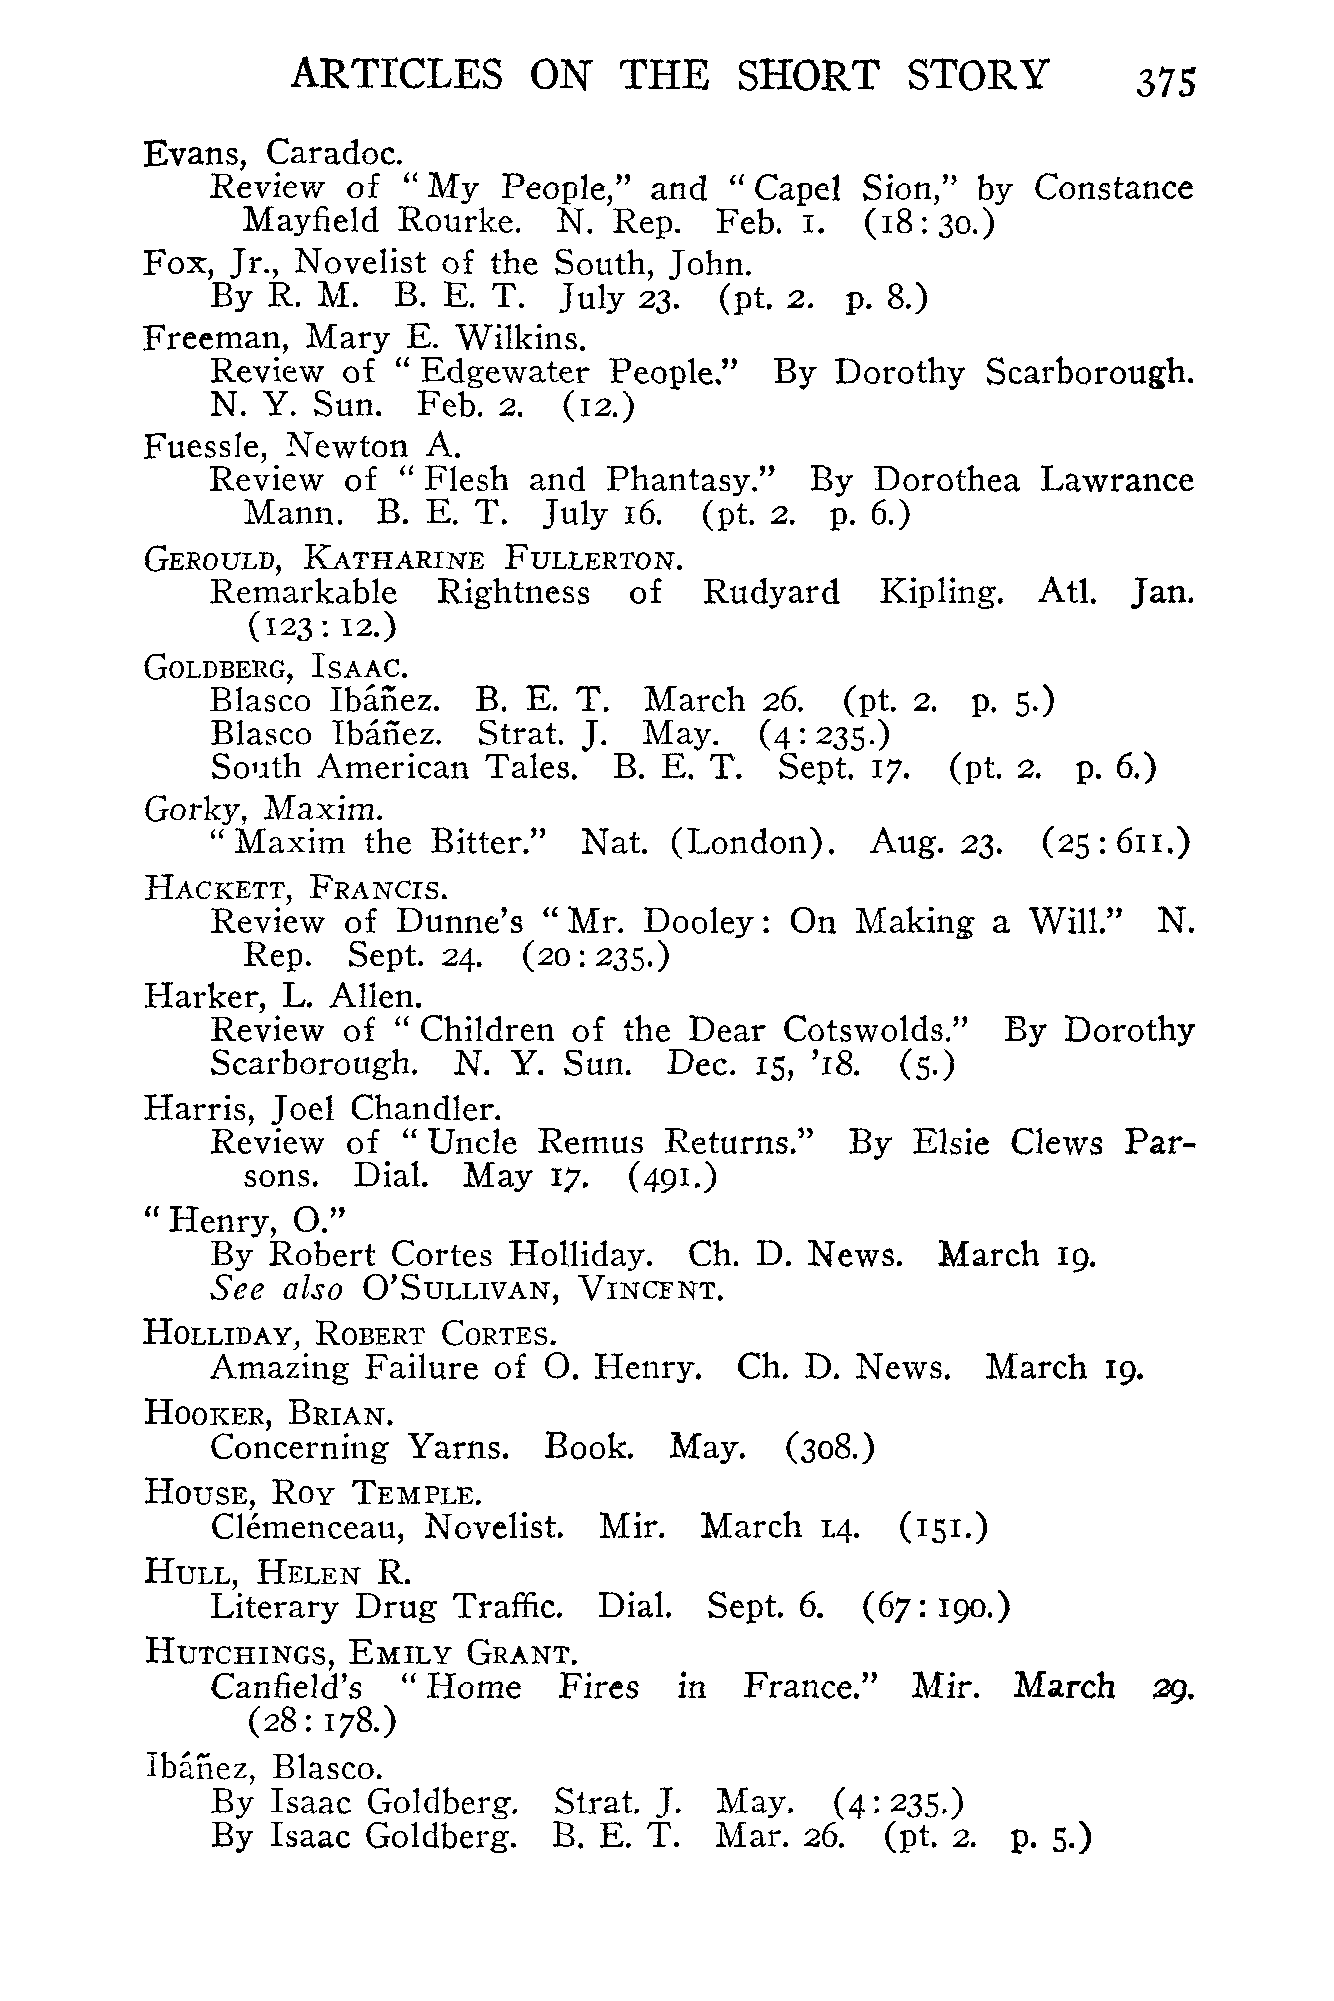 ARTICLES ON THE SHORT STORY 375
Evans, Caradoc.
Review of “My People,” and “Capel Sion,” by Constance
Mayfield Rourke. N. Rep. Feb. 1. (18:30.)
Fox, Jr., Novelist of the South, John.
By R. M. B. E. T. July 23. (pt. 2. p. 8.)
Freeman, Mary E. Wilkins.
Review of “Edgewater People.” By Dorothy Scarborough.
N. Y. Sun. Feb. 2. (12.)
Fuessle, Newton A.
Review of “Flesh and Phantasy.” By Dorothea Lawrance
Mann. B. E. T. July 16. (pt. 2. p. 6.)
GEROULD, KATHARINE FULLERTON.
Remarkable Rightness of Rudyard Kipling. Atl. Jan.
(123:12.)
GOLDBERG, ISAAC.
Blasco Ibáñez. B. E. T. March 26. (pt. 2. p. 5.)
Blasco Ibáñez. Strat. J. May. (4:235.)
South American Tales. B. E. T. Sept. 17. (pt. 2. p. 6.)
Gorky, Maxim.
“Maxim the Bitter.” Nat. (London). Aug. 23. (25:611.)
HACKETT, FRANCIS.
Review of Dunne’s “Mr. Dooley: On Making a Will.” N.
Rep. Sept. 24. (20:235.)
Harker, L. Allen.
Review of “Children of the Dear Cotswolds.” By Dorothy
Scarborough. N. Y. Sun. Dec. 15, ’18. (5.)
Harris, Joel Chandler.
Review of “Uncle Remus Returns.” By Elsie Clews Par-
sons. Dial. May 17. (491.)
“Henry, O.”
By Robert Cortes Holliday. Ch. D. News. March 19.
See also O’SULLIVAN, VINCENT.
HOLLIDAY, ROBERT CORTES.
Amazing Failure of O. Henry. Ch. D. News. March 19.
HOOKER, BRIAN.
Concerning Yarns. Book. May. (308.)
HOUSE, ROY TEMPLE.
Clémenceau, Novelist. Mir. March 14. (151.)
HULL, HELEN R.
Literary Drug Traffic. Dial. Sept. 6. (67:190.)
HUTCHINGS, EMILY GRANT.
Canfield’s “Home Fires in France.” Mir. March 29.
(28:178.)
Ibáñez, Blasco.
By Isaac Goldberg. Strat. J. May. (4:235.)
By Isaac Goldberg. B. E. T. Mar. 26. (pt. 2. p. 5.)